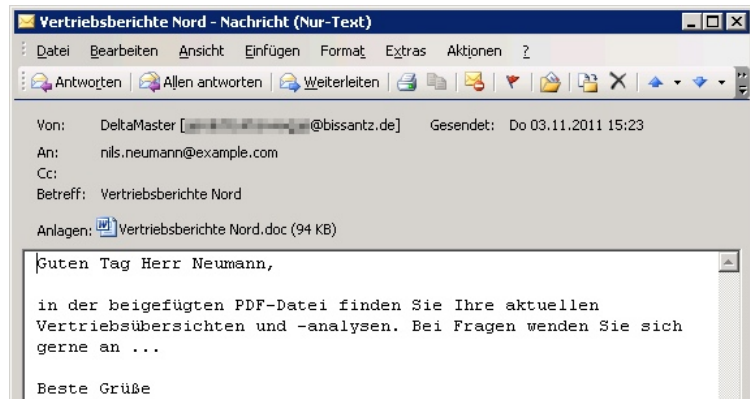 Vertriebsberichte Nord - Nachricht (Nur-Text)
Datei Bearbeiten Ansicht Einfügen Format Extras Aktionen ?
Antworten Allen antworten Weiterleiten
Von: DeltaMaster [ @bissantz.de] Gesendet: Do 03.11.2011 15:23
An: nils.neumann@example.com
Cc:
Betreff: Vertriebsberichte Nord
Anlagen: Vertriebsberichte Nord.doc (94 KB)
Guten Tag Herr Neumann,
in der beigefügten PDF-Datei finden Sie Ihre aktuellen
Vertriebsübersichten und -analysen. Bei Fragen wenden Sie sich
gerne an ...
Beste Grüße